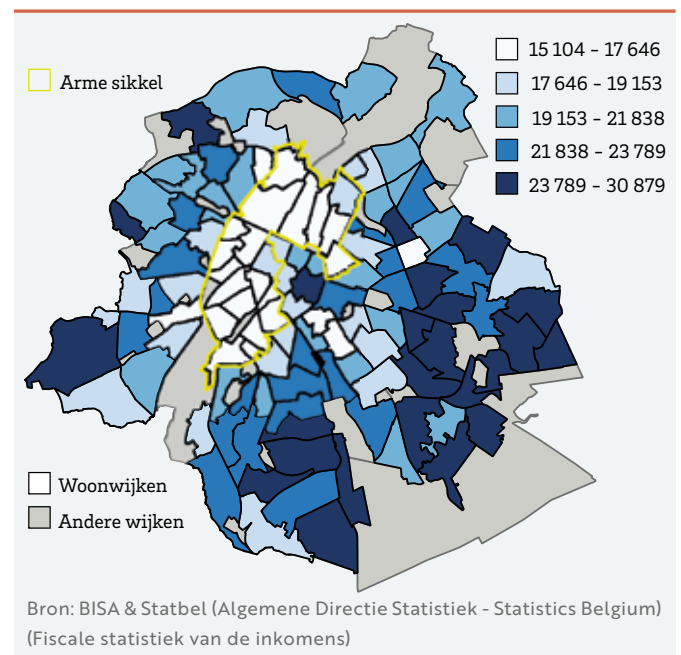 Arme sikkel
15 104 - 17 646
17 646 - 19 153
19 153 - 21 838
21 838 - 23 789
23 789 - 30 879
Woonwijken
Andere wijken
Bron: BISA & Statbel (Algemene Directie Statistiek - Statistics Belgium)
(Fiscale statistiek van de inkomens)